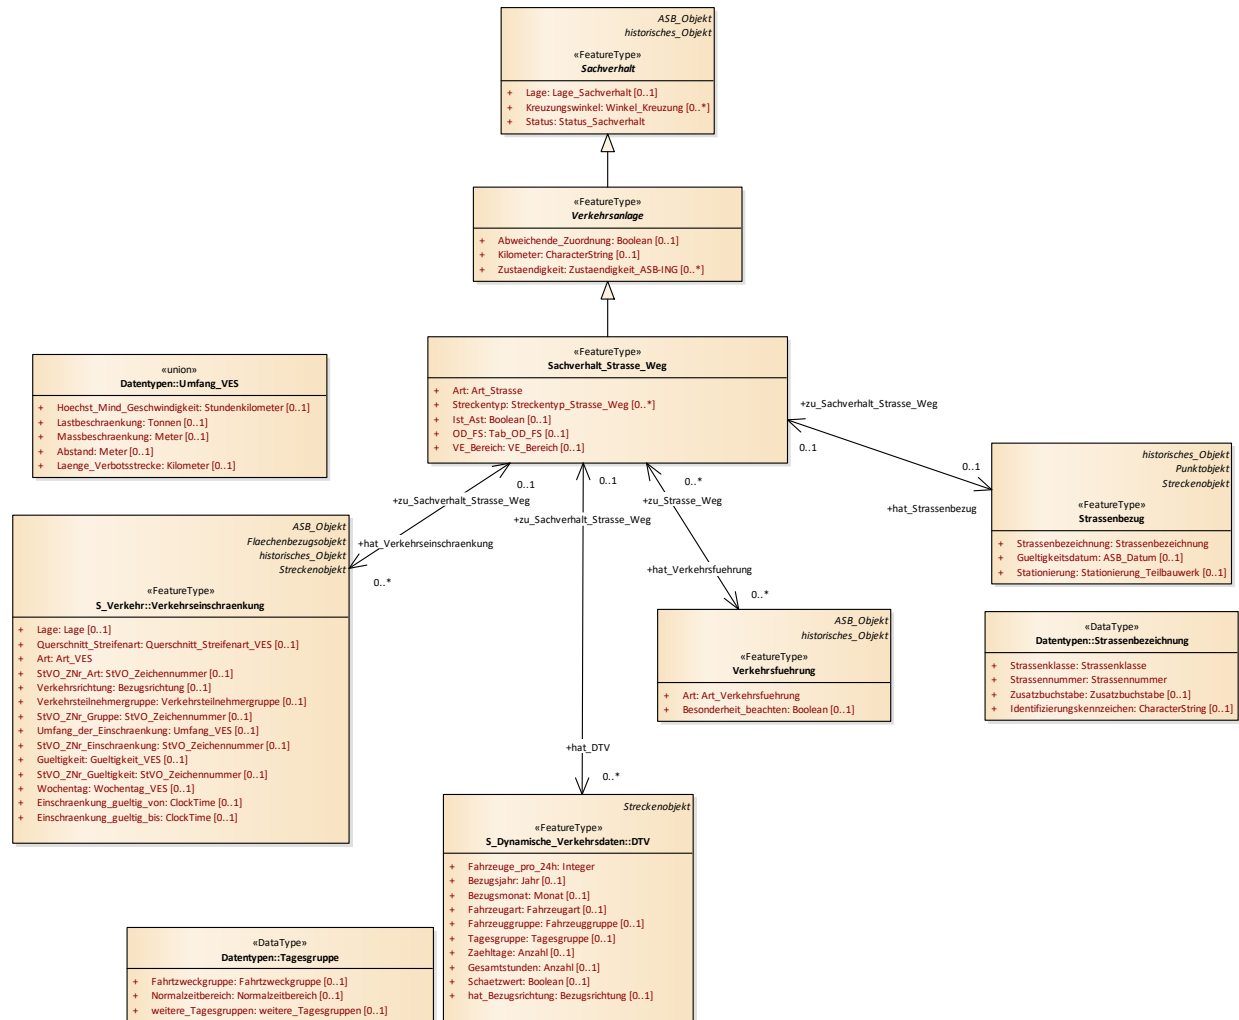 ASB_Objekt
historisches_Objekt
«FeatureType»
Sachverhalt
+ Lage: Lage_Sachverhalt [0..1]
+ Kreuzungswinkel: Winkel_Kreuzung [0..*]
+ Status: Status_Sachverhalt
«FeatureType»
Verkehrsanlage
+ Abweichende_Zuordnung: Boolean [0..1]
+ Kilometer: CharacterString [0..1]
+ Zustaendigkeit: Zustaendigkeit_ASB-ING [0..*]
«FeatureType»
Sachverhalt_Strasse_Weg
+ Art: Art_Strasse
+ Streckentyp: Streckentyp_Strasse_Weg [0..*]
+ Ist_Ast: Boolean [0..1]
+ OD_FS: Tab_OD_FS [0..1]
+ VE_Bereich: VE_Bereich [0..1]
«union»
Datentypen::Umfang_VES
+ Hoechst_Mind_Geschwindigkeit: Stundenkilometer [0..1]
+ Lastbeschraenkung: Tonnen [0..1]
+ Massbeschraenkung: Meter [0..1]
+ Abstand: Meter [0..1]
+ Laenge_Verbotsstrecke: Kilometer [0..1]
+zu_Sachverhalt_Strasse_Weg
0..1
0..1
+hat_Strassenbezug
historisches_Objekt
Punktobjekt
Streckenobjekt
«FeatureType»
Strassenbezug
+ Strassenbezeichnung: Strassenbezeichnung
+ Gueltigkeitsdatum: ASB_Datum [0..1]
+ Stationierung: Stationierung_Teilbauwerk [0..1]
0..1
+zu_Sachverhalt_Strasse_Weg
+hat_Verkehrseinschraenkung
0..*
0..1
+zu_Sachverhalt_Strasse_Weg
0..*
+zu_Strasse_Weg
+hat_Verkehrsfuehrung
0..*
ASB_Objekt
Flaechenbezugsobjekt
historisches_Objekt
Streckenobjekt
«FeatureType»
S_Verkehr::Verkehrseinschraenkung
+ Lage: Lage [0..1]
+ Querschnitt_Streifenart: Querschnitt_Streifenart_VES [0..1]
+ Art: Art_VES
+ StVO_ZNr_Art: StVO_Zeichennummer [0..1]
+ Verkehrsrichtung: Bezugsrichtung [0..1]
+ Verkehrsteilnehmergruppe: Verkehrsteilnehmergruppe [0..1]
+ StVO_ZNr_Gruppe: StVO_Zeichennummer [0..1]
+ Umfang_der_Einschraenkung: Umfang_VES [0..1]
+ StVO_ZNr_Einschraenkung: StVO_Zeichennummer [0..1]
+ Gueltigkeit: Gueltigkeit_VES [0..1]
+ StVO_ZNr_Gueltigkeit: StVO_Zeichennummer [0..1]
+ Wochentag: Wochentag_VES [0..1]
+ Einschraenkung_gueltig_von: ClockTime [0..1]
+ Einschraenkung_gueltig_bis: ClockTime [0..1]
ASB_Objekt
historisches_Objekt
«FeatureType»
Verkehrsfuehrung
+ Art: Art_Verkehrsfuehrung
+ Besonderheit_beachten: Boolean [0..1]
«DataType»
Datentypen::Strassenbezeichnung
+ Strassenklasse: Strassenklasse
+ Strassennummer: Strassennummer
+ Zusatzbuchstabe: Zusatzbuchstabe [0..1]
+ Identifizierungskennzeichen: CharacterString [0..1]
+hat_DTV
0..*
Streckenobjekt
«FeatureType»
S_Dynamische_Verkehrsdaten::DTV
+ Fahrzeuge_pro_24h: Integer
+ Bezugsjahr: Jahr [0..1]
+ Bezugsmonat: Monat [0..1]
+ Fahrzeugart: Fahrzeugart [0..1]
+ Fahrzeuggruppe: Fahrzeuggruppe [0..1]
+ Tagesgruppe: Tagesgruppe [0..1]
+ Zaehltage: Anzahl [0..1]
+ Gesamtstunden: Anzahl [0..1]
+ Schaetzwert: Boolean [0..1]
+ hat_Bezugsrichtung: Bezugsrichtung [0..1]
«DataType»
Datentypen::Tagesgruppe
+ Fahrtzweckgruppe: Fahrtzweckgruppe [0..1]
+ Normalzeitbereich: Normalzeitbereich [0..1]
+ weitere_Tagesgruppen: weitere_Tagesgruppen [0..1]